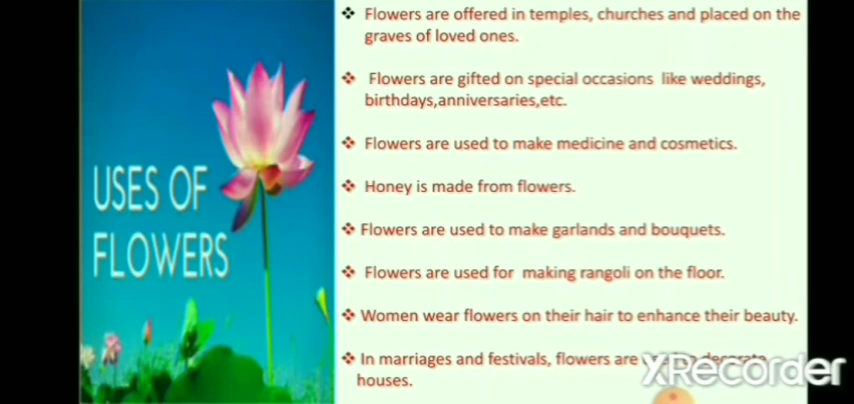 USES OF
FLOWERS
❖ Flowers are offered in temples, churches and placed on the
graves of loved ones.
❖ Flowers are gifted on special occasions like weddings,
birthdays,anniversaries,etc.
❖ Flowers are used to make medicine and cosmetics.
❖ Honey is made from flowers.
❖ Flowers are used to make garlands and bouquets.
❖ Flowers are used for making rangoli on the floor.
❖ Women wear flowers on their hair to enhance their beauty.
❖ In marriages and festivals, flowers are decorate
houses.
XRecorder